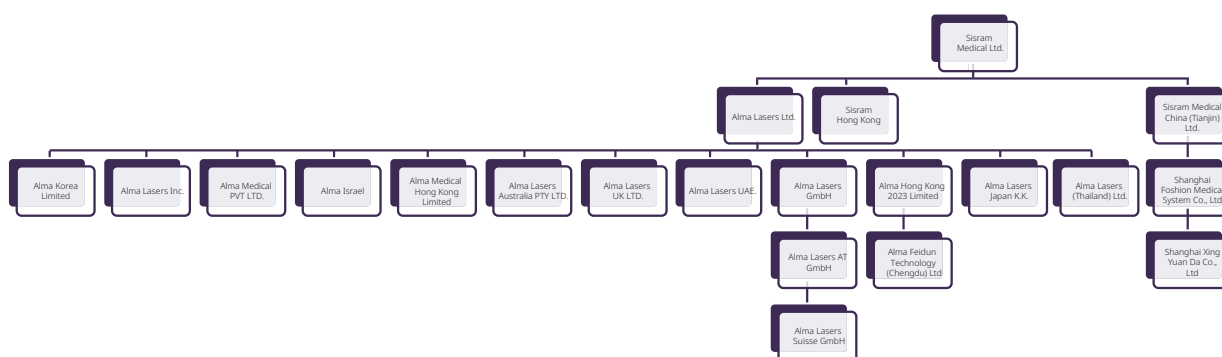 Sisram
Medical Ltd.
Alma Lasers Ltd.
Sisram
Hong Kong
Sisram Medical
China (Tianjin)
Ltd.
Alma Korea
Limited
Alma Lasers Inc.
Alma Medical
PVT LTD.
Alma Israel
Alma Medical
Hong Kong
Limited
Alma Lasers
Australia PTY LTD.
Alma Lasers
UK LTD.
Alma Lasers UAE.
Alma Lasers
GmbH
Alma Hong Kong
2023 Limited
Alma Lasers
Japan K.K.
Alma Lasers
(Thailand) Ltd.
Shanghai
Foshion Medical
System Co., Ltd
Alma Lasers AT
GmbH
Alma Feidun
Technology
(Chengdu) Ltd
Shanghai Xing
Yuan Da Co.,
Ltd
Alma Lasers
Suisse GmbH